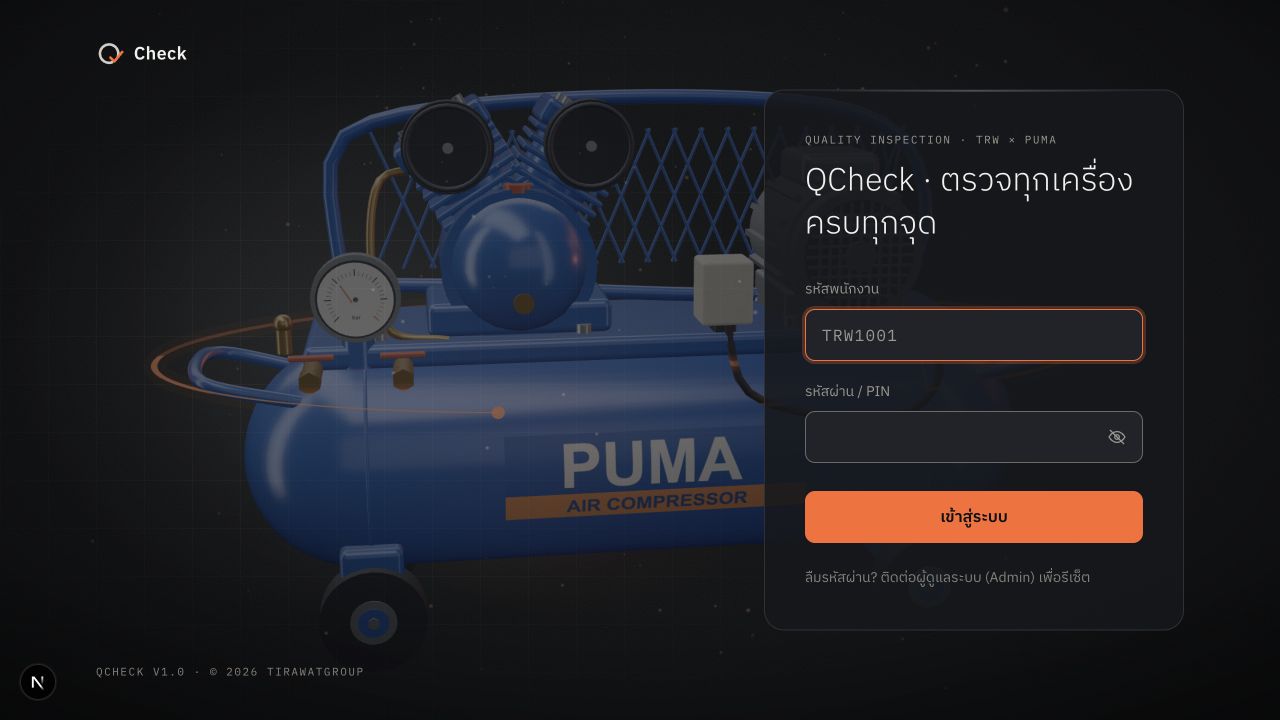 Check
QUALITY INSPECTION · TRW × PUMA
QCheck · ตรวจทุกเครื่อง
ครบทุกจุด
รหัสพนักงาน
TRW1001
รหัสผ่าน / PIN
เข้าสู่ระบบ
ลืมรหัสผ่าน? ติดต่อผู้ดูแลระบบ (Admin) เพื่อรีเซ็ต
bar
PUMA
AIR COMPRESSOR
QCHECK V1.0 · © 2026 TIRAWATGROUP
N